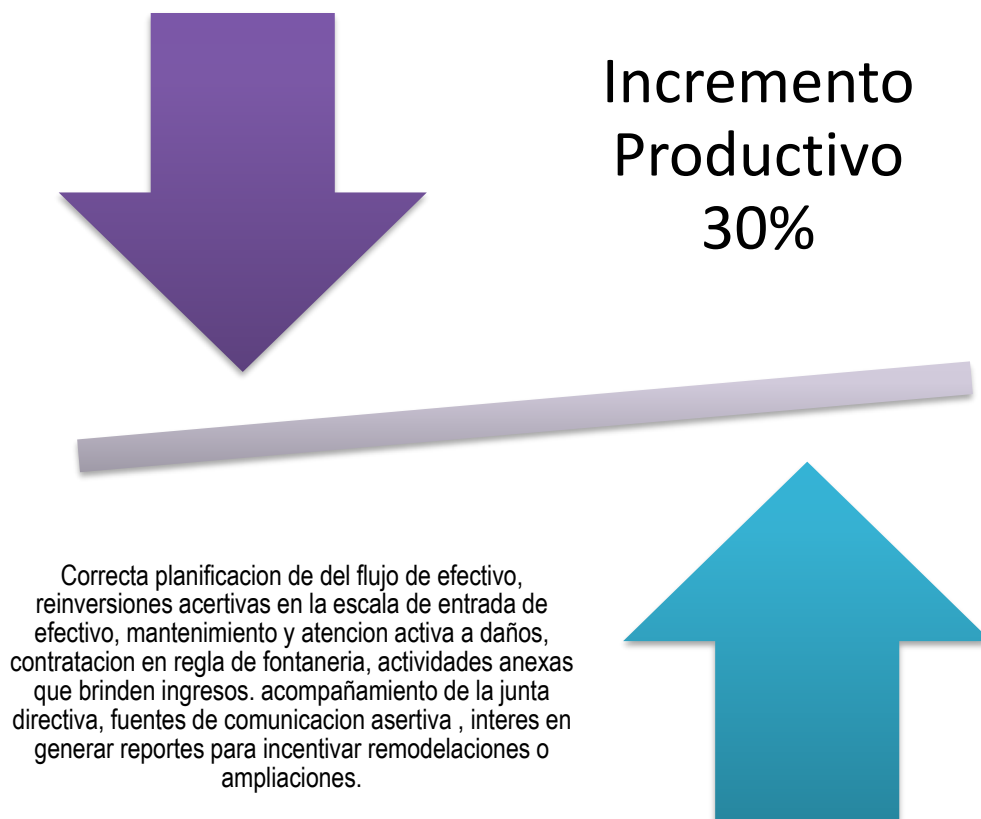 Incremento
Productivo
30%
Correcta planificacion de del flujo de efectivo,
reinversiones acertivas en la escala de entrada de
efectivo, mantenimiento y atencion activa a daños,
contratacion en regla de fontaneria, actividades anexas
que brinden ingresos. acompañamiento de la junta
directiva, fuentes de comunicacion asertiva , interes en
generar reportes para incentivar remodelaciones o
ampliaciones.